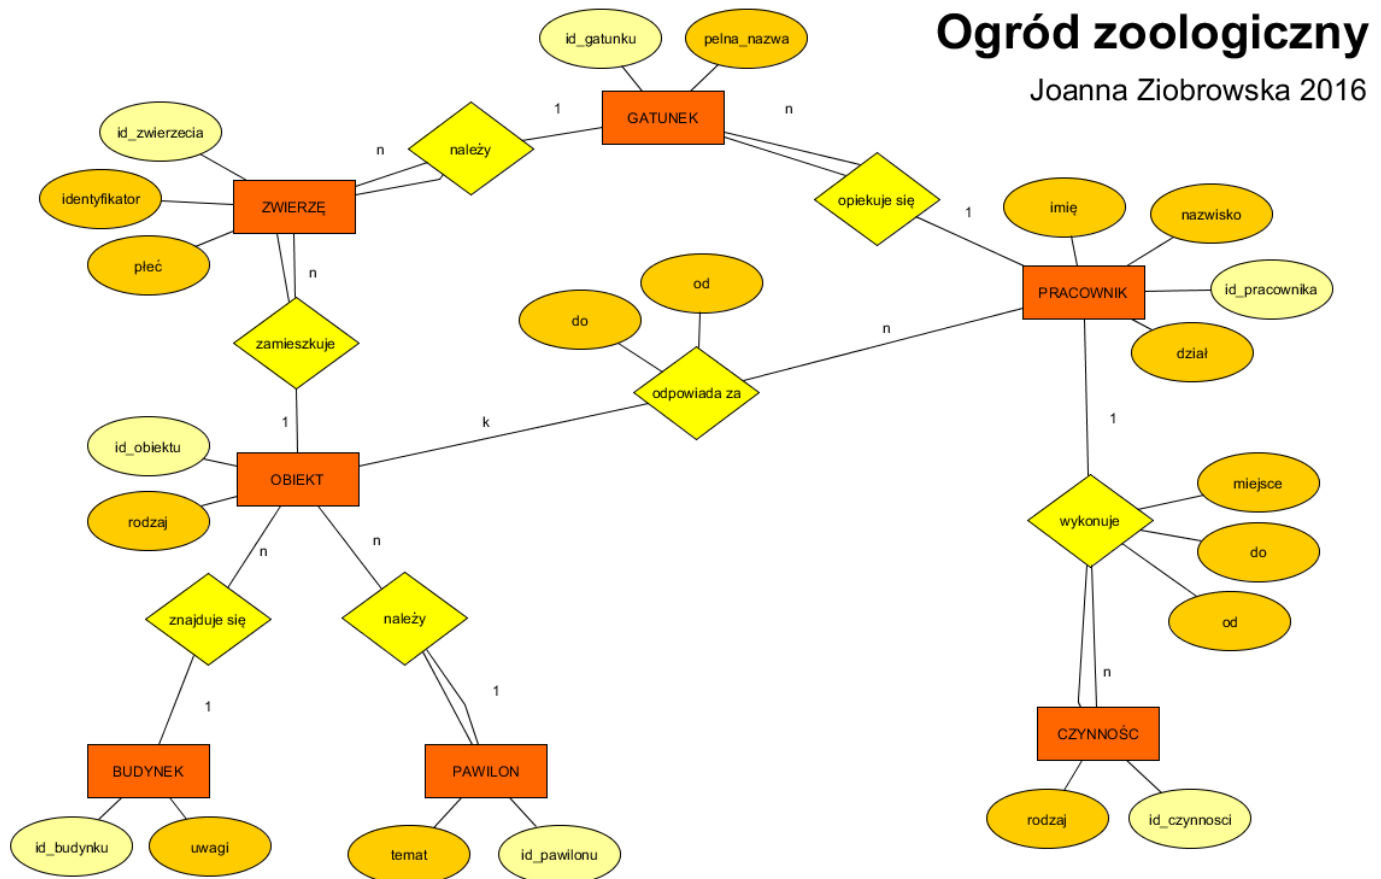 Ogród zoologiczny
Joanna Ziobrowska 2016
id_gatunku
pelna_nazwa
GATUNEK
1
n
id_zwierzecia
n
należy
identyfikator
ZWIERZĘ
płeć
n
opiekuje się
1
imię
nazwisko
id_pracownika
PRACOWNIK
dział
od
do
n
zamieszkuje
odpowiada za
k
1
1
id_obiektu
OBIEKT
rodzaj
miejsce
wykonuje
do
od
n
n
znajduje się
należy
1
1
n
BUDYNEK
PAWILON
CZYNNOŚC
id_budynku
uwagi
temat
id_pawilonu
rodzaj
id_czynnosci